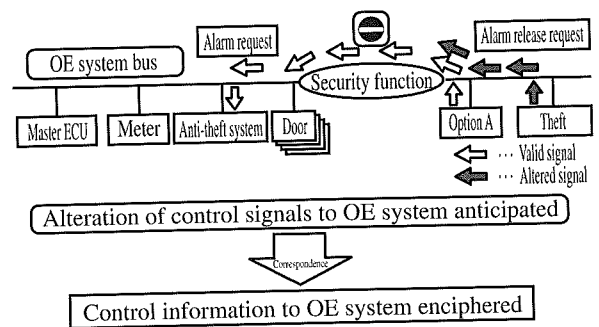 Alarm request
Alarm release request
OE system bus
Security function
Master ECU
Meter
Anti-theft system
Door
Option A
Theft
··· Valid signal
··· Altered signal
Alteration of control signals to OE system anticipated
Correspondence
Control information to OE system enciphered